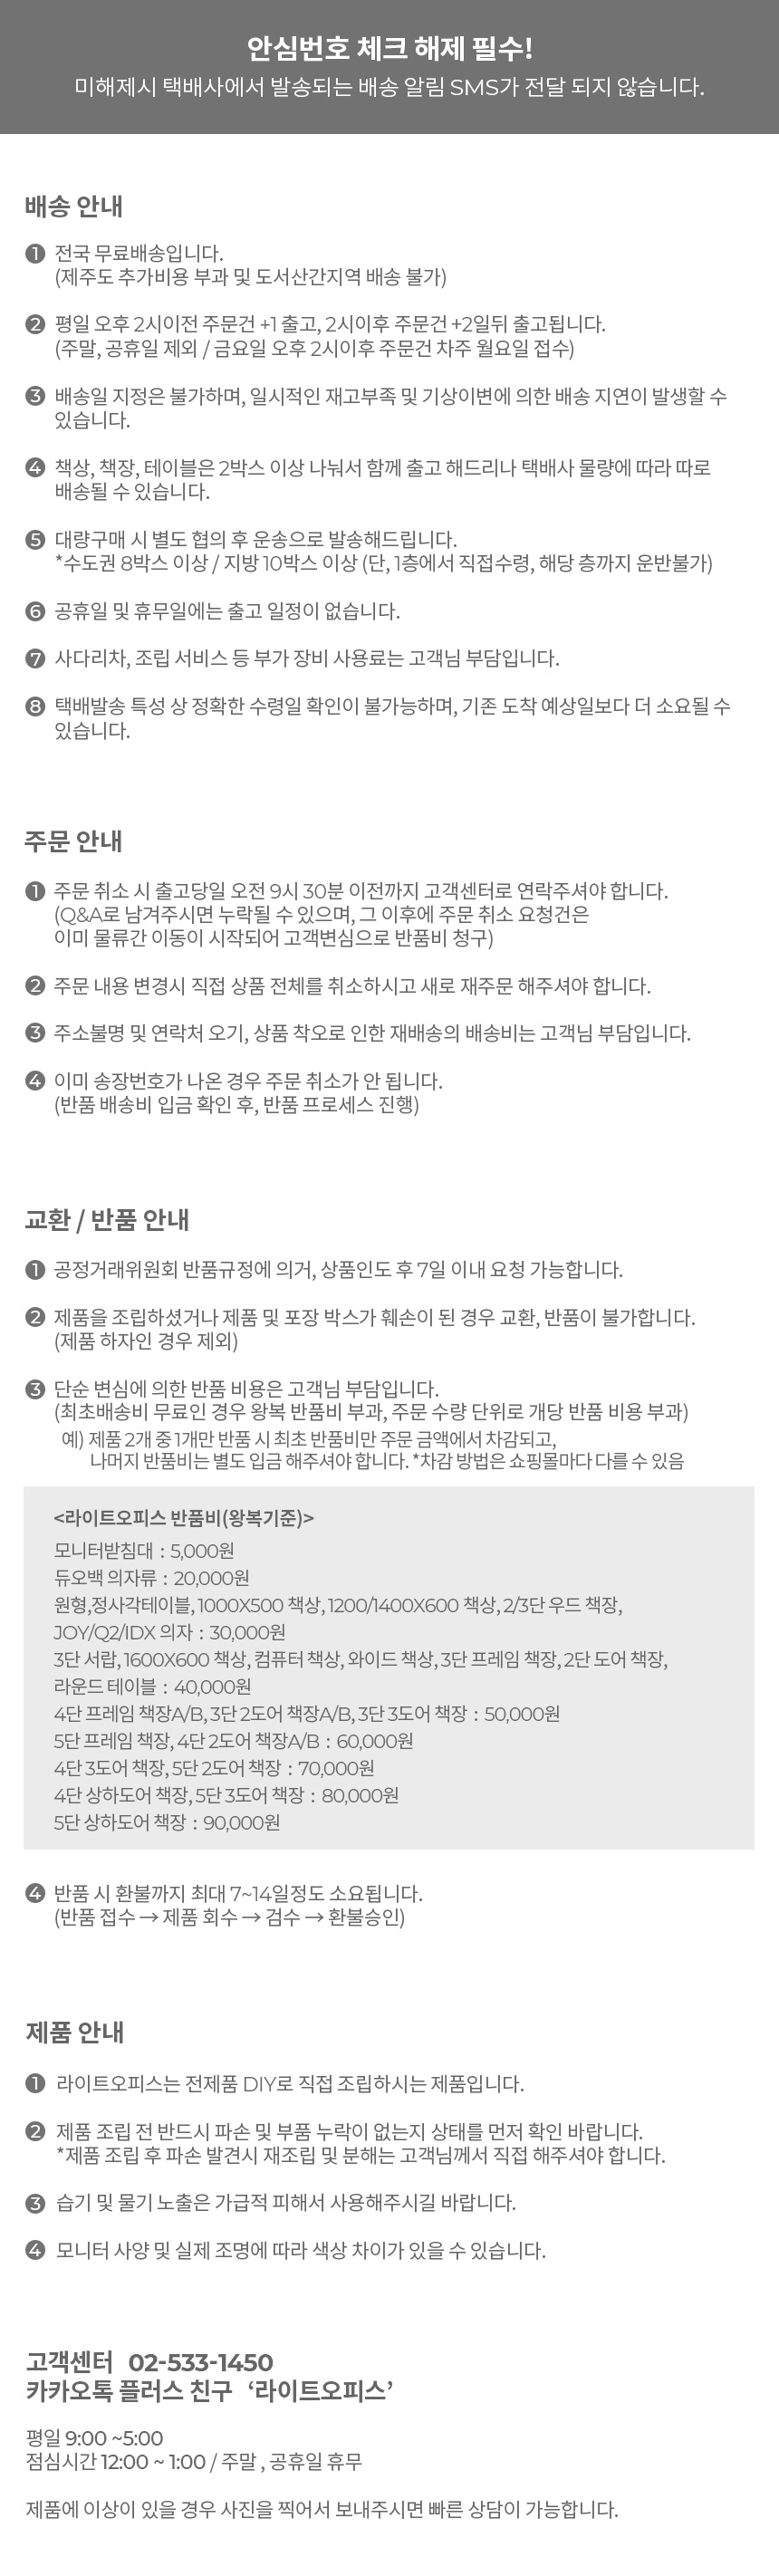 안심번호 체크 해제 필수!
미해제시 택배사에서 발송되는 배송 알림 SMS가 전달 되지 않습니다.
배송 안내
❶ 전국 무료배송입니다.
(제주도 추가비용 부과 및 도서산간지역 배송 불가)
❷ 평일 오후 2시이전 주문건 +1 출고, 2시이후 주문건 +2일뒤 출고됩니다.
(주말, 공휴일 제외 / 금요일 오후 2시이후 주문건 차주 월요일 접수)
❸ 배송일 지정은 불가하며, 일시적인 재고부족 및 기상이변에 의한 배송 지연이 발생할 수
있습니다.
❹ 책상, 책장, 테이블은 2박스 이상 나눠서 함께 출고 해드리나 택배사 물량에 따라 따로
배송될 수 있습니다.
❺ 대량구매 시 별도 협의 후 운송으로 발송해드립니다.
*수도권 8박스 이상 / 지방 10박스 이상 (단, 1층에서 직접수령, 해당 층까지 운반불가)
❻ 공휴일 및 휴무일에는 출고 일정이 없습니다.
❼ 사다리차, 조립 서비스 등 부가 장비 사용료는 고객님 부담입니다.
❽ 택배발송 특성 상 정확한 수령일 확인이 불가능하며, 기존 도착 예상일보다 더 소요될 수
있습니다.
주문 안내
❶ 주문 취소 시 출고당일 오전 9시 30분 이전까지 고객센터로 연락주셔야 합니다.
(Q&A로 남겨주시면 누락될 수 있으며, 그 이후에 주문 취소 요청건은
이미 물류간 이동이 시작되어 고객변심으로 반품비 청구)
❷ 주문 내용 변경시 직접 상품 전체를 취소하시고 새로 재주문 해주셔야 합니다.
❸ 주소불명 및 연락처 오기, 상품 착오로 인한 재배송의 배송비는 고객님 부담입니다.
❹ 이미 송장번호가 나온 경우 주문 취소가 안 됩니다.
(반품 배송비 입금 확인 후, 반품 프로세스 진행)
교환 / 반품 안내
❶ 공정거래위원회 반품규정에 의거, 상품인도 후 7일 이내 요청 가능합니다.
❷ 제품을 조립하셨거나 제품 및 포장 박스가 훼손이 된 경우 교환, 반품이 불가합니다.
(제품 하자인 경우 제외)
❸ 단순 변심에 의한 반품 비용은 고객님 부담입니다.
(최초배송비 무료인 경우 왕복 반품비 부과, 주문 수량 단위로 개당 반품 비용 부과)
예) 제품 2개 중 1개만 반품 시 최초 반품비만 주문 금액에서 차감되고,
나머지 반품비는 별도 입금 해주셔야 합니다. *차감 방법은 쇼핑몰마다 다를 수 있음
<라이트오피스 반품비(왕복기준)>
모니터받침대 : 5,000원
듀오백 의자류 : 20,000원
원형,정사각테이블, 1000X500 책상, 1200/1400X600 책상, 2/3단 우드 책장,
JOY/Q2/IDX 의자 : 30,000원
3단 서랍, 1600X600 책상, 컴퓨터 책상, 와이드 책상, 3단 프레임 책장, 2단 도어 책장,
라운드 테이블 : 40,000원
4단 프레임 책장A/B, 3단 2도어 책장A/B, 3단 3도어 책장 : 50,000원
5단 프레임 책장, 4단 2도어 책장A/B : 60,000원
4단 3도어 책장, 5단 2도어 책장 : 70,000원
4단 상하도어 책장, 5단 3도어 책장 : 80,000원
5단 상하도어 책장 : 90,000원
❹ 반품 시 환불까지 최대 7~14일정도 소요됩니다.
(반품 접수 → 제품 회수 → 검수 → 환불승인)
제품 안내
❶ 라이트오피스는 전제품 DIY로 직접 조립하시는 제품입니다.
❷ 제품 조립 전 반드시 파손 및 부품 누락이 없는지 상태를 먼저 확인 바랍니다.
*제품 조립 후 파손 발견시 재조립 및 분해는 고객님께서 직접 해주셔야 합니다.
❸ 습기 및 물기 노출은 가급적 피해서 사용해주시길 바랍니다.
❹ 모니터 사양 및 실제 조명에 따라 색상 차이가 있을 수 있습니다.
고객센터 02-533-1450
카카오톡 플러스 친구 ‘라이트오피스’
평일 9:00 ~5:00
점심시간 12:00 ~ 1:00 / 주말 , 공휴일 휴무
제품에 이상이 있을 경우 사진을 찍어서 보내주시면 빠른 상담이 가능합니다.